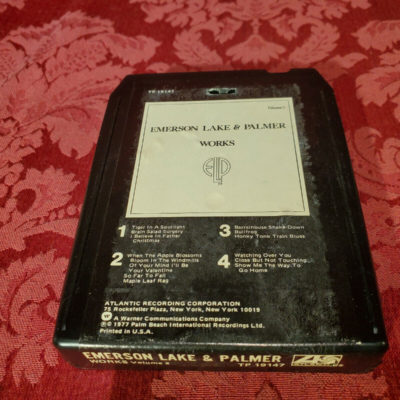 TP 19147
Volume 2
EMERSON LAKE & PALMER
WORKS
ELP
1 Tiger In A Spotlight
Brain Salad Surgery
I Believe In Father
Christmas
2 When The Apple Blossoms
Bloom In The Windmills
Of Your Mind I'll Be
Your Valentine
So Far To Fall
Maple Leaf Rag
3 Barrelhouse Shake-Down
Bullfrog
Honky Tonk Train Blues
4 Watching Over You
Close But Not Touching
Show Me The Way To
Go Home
ATLANTIC RECORDING CORPORATION
75 Rockefeller Plaza, New York, New York 10019
A Warner Communications Company
©℗1977 Palm Beach International Recordings Ltd.
Printed in U.S.A.
EMERSON LAKE & PALMER
WORKS Volume 2 TP 19147